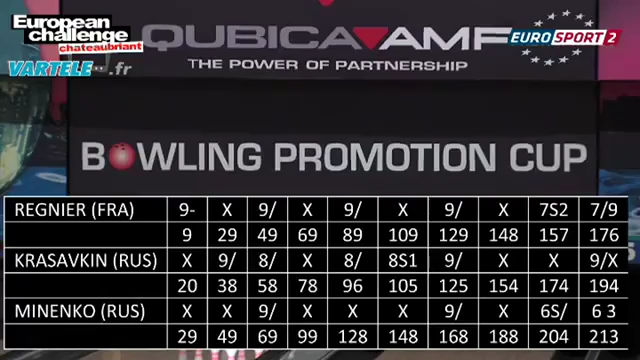 European challenge
chateaubriant
VARTELE.fr
QUBICA AMF
EUROSPORT 2
THE POWER OF PARTNERSHIP
BOWLING PROMOTION CUP
REGNIER (FRA) 9- X 9/ X 9/ X 9/ X 7S2 7/9
9 29 49 69 89 109 129 148 157 176
KRASAVKIN (RUS) X 9/ 8/ X 8/ 8S1 9/ X X 9/X
20 38 58 78 96 105 125 154 174 194
MINENKO (RUS) X X 9/ X X X 9/ X 6S/ 6 3
29 49 69 99 128 148 168 188 204 213